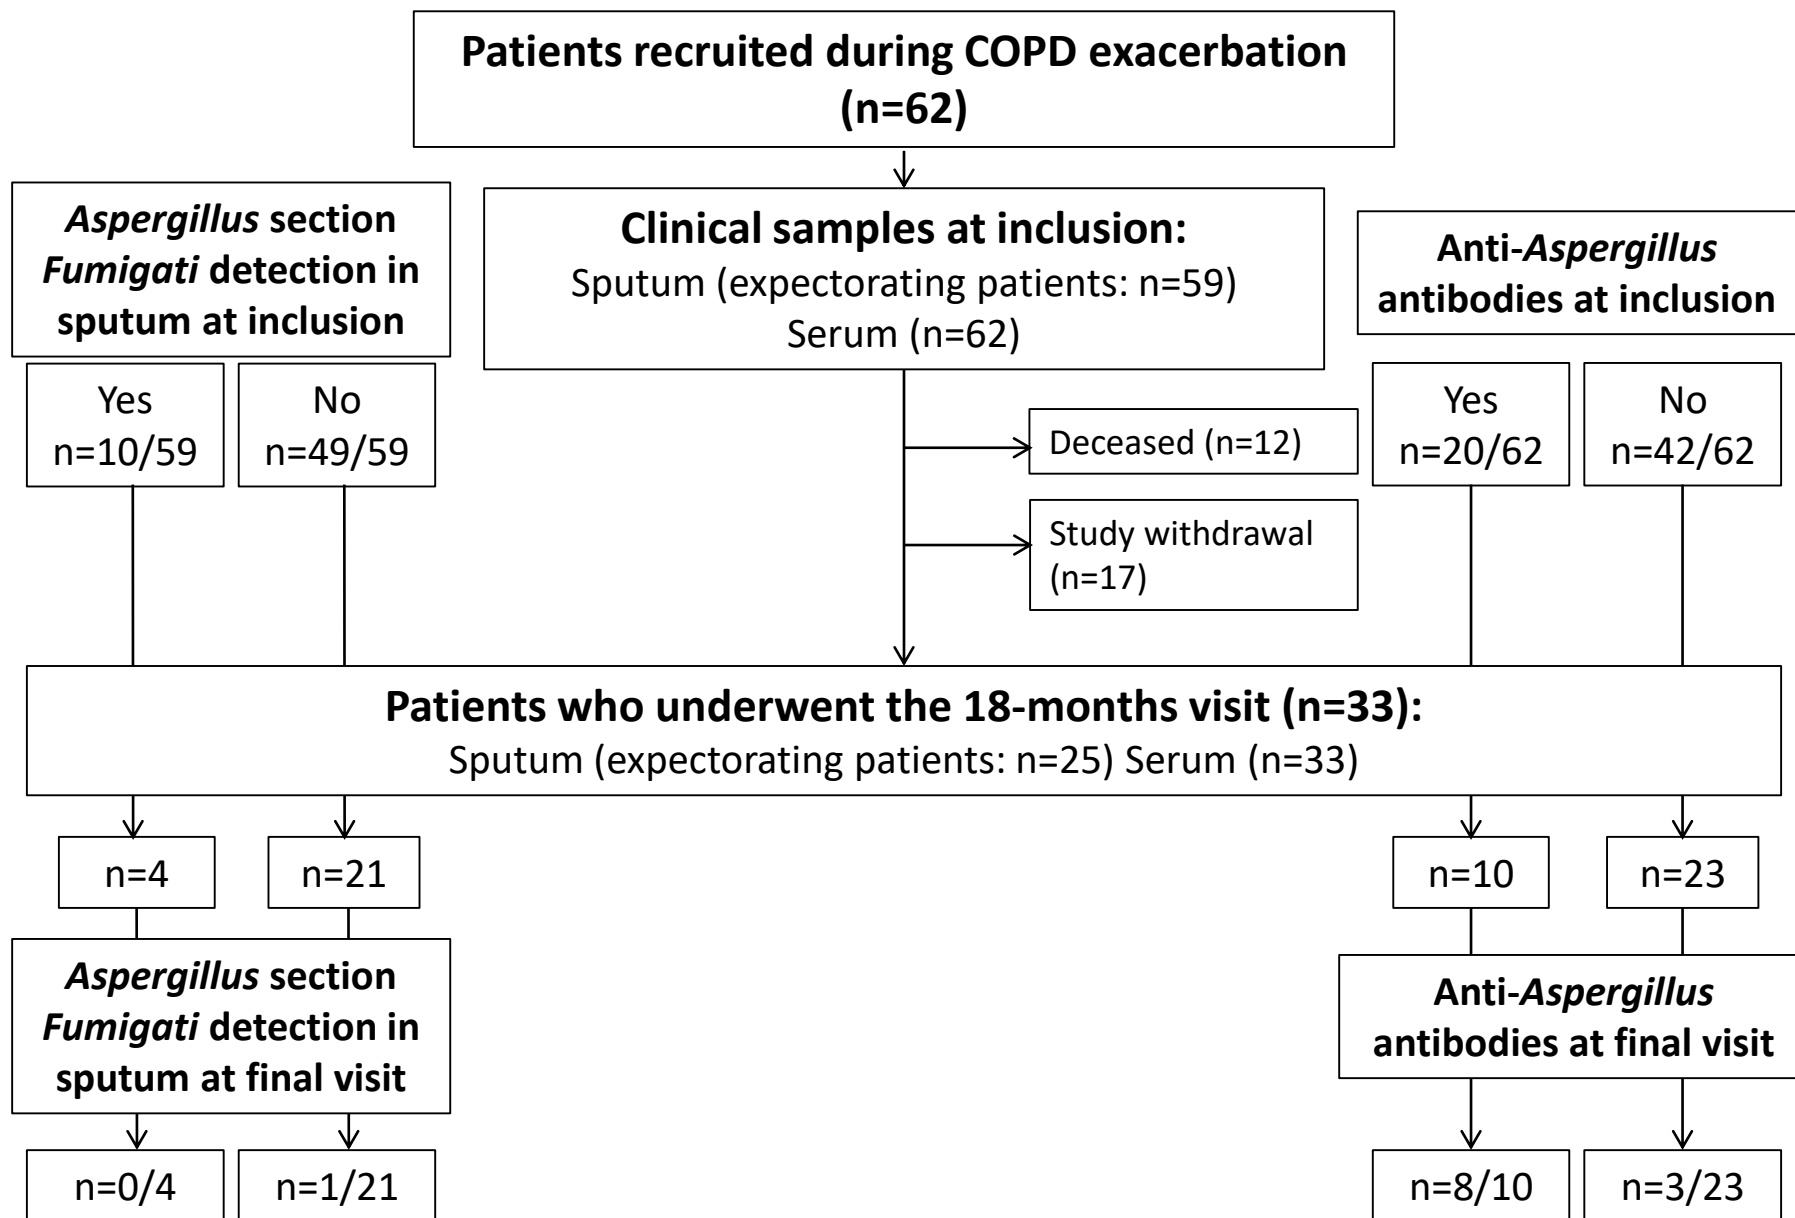 Patients recruited during COPD exacerbation
(n=62)
Aspergillus section
Fumigati detection in
sputum at inclusion
Clinical samples at inclusion:
Sputum (expectorating patients: n=59)
Serum (n=62)
Anti-Aspergillus
antibodies at inclusion
Yes
n=10/59
No
n=49/59
Deceased (n=12)
Study withdrawal
(n=17)
Yes
n=20/62
No
n=42/62
Patients who underwent the 18-months visit (n=33):
Sputum (expectorating patients: n=25) Serum (n=33)
n=4
n=21
n=10
n=23
Aspergillus section
Fumigati detection in
sputum at final visit
Anti-Aspergillus
antibodies at final visit
n=0/4
n=1/21
n=8/10
n=3/23